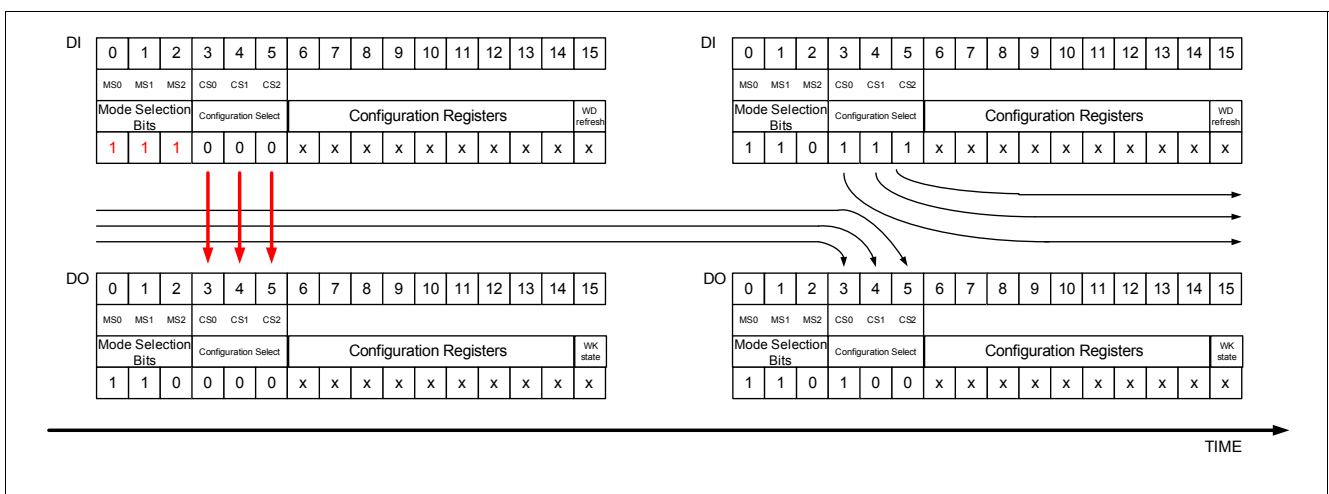 DI 0 1 2 3 4 5 6 7 8 9 10 11 12 13 14 15
MS0 MS1 MS2 CS0 CS1 CS2
Mode Selection Bits Configuration Select Configuration Registers WD refresh
1 1 1 0 0 0 x x x x x x x x x x
DI 0 1 2 3 4 5 6 7 8 9 10 11 12 13 14 15
MS0 MS1 MS2 CS0 CS1 CS2
Mode Selection Bits Configuration Select Configuration Registers WD refresh
1 1 0 1 1 1 x x x x x x x x x x
DO 0 1 2 3 4 5 6 7 8 9 10 11 12 13 14 15
MS0 MS1 MS2 CS0 CS1 CS2
Mode Selection Bits Configuration Select Configuration Registers WK state
1 1 0 0 0 0 x x x x x x x x x x
DO 0 1 2 3 4 5 6 7 8 9 10 11 12 13 14 15
MS0 MS1 MS2 CS0 CS1 CS2
Mode Selection Bits Configuration Select Configuration Registers WK state
1 1 0 1 0 0 x x x x x x x x x x
TIME